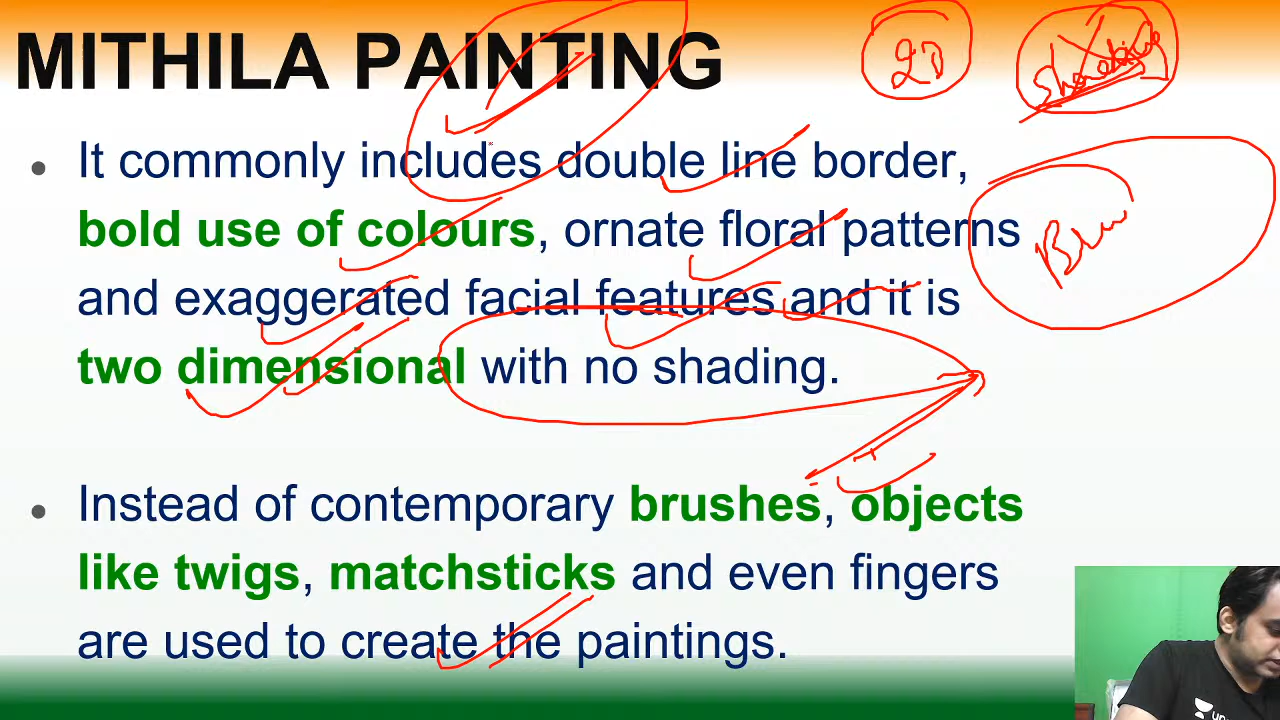 MITHILA PAINTING
2D
• It commonly includes double line border,
bold use of colours, ornate floral patterns
and exaggerated facial features and it is
two dimensional with no shading.
• Instead of contemporary brushes, objects
like twigs, matchsticks and even fingers
are used to create the paintings.